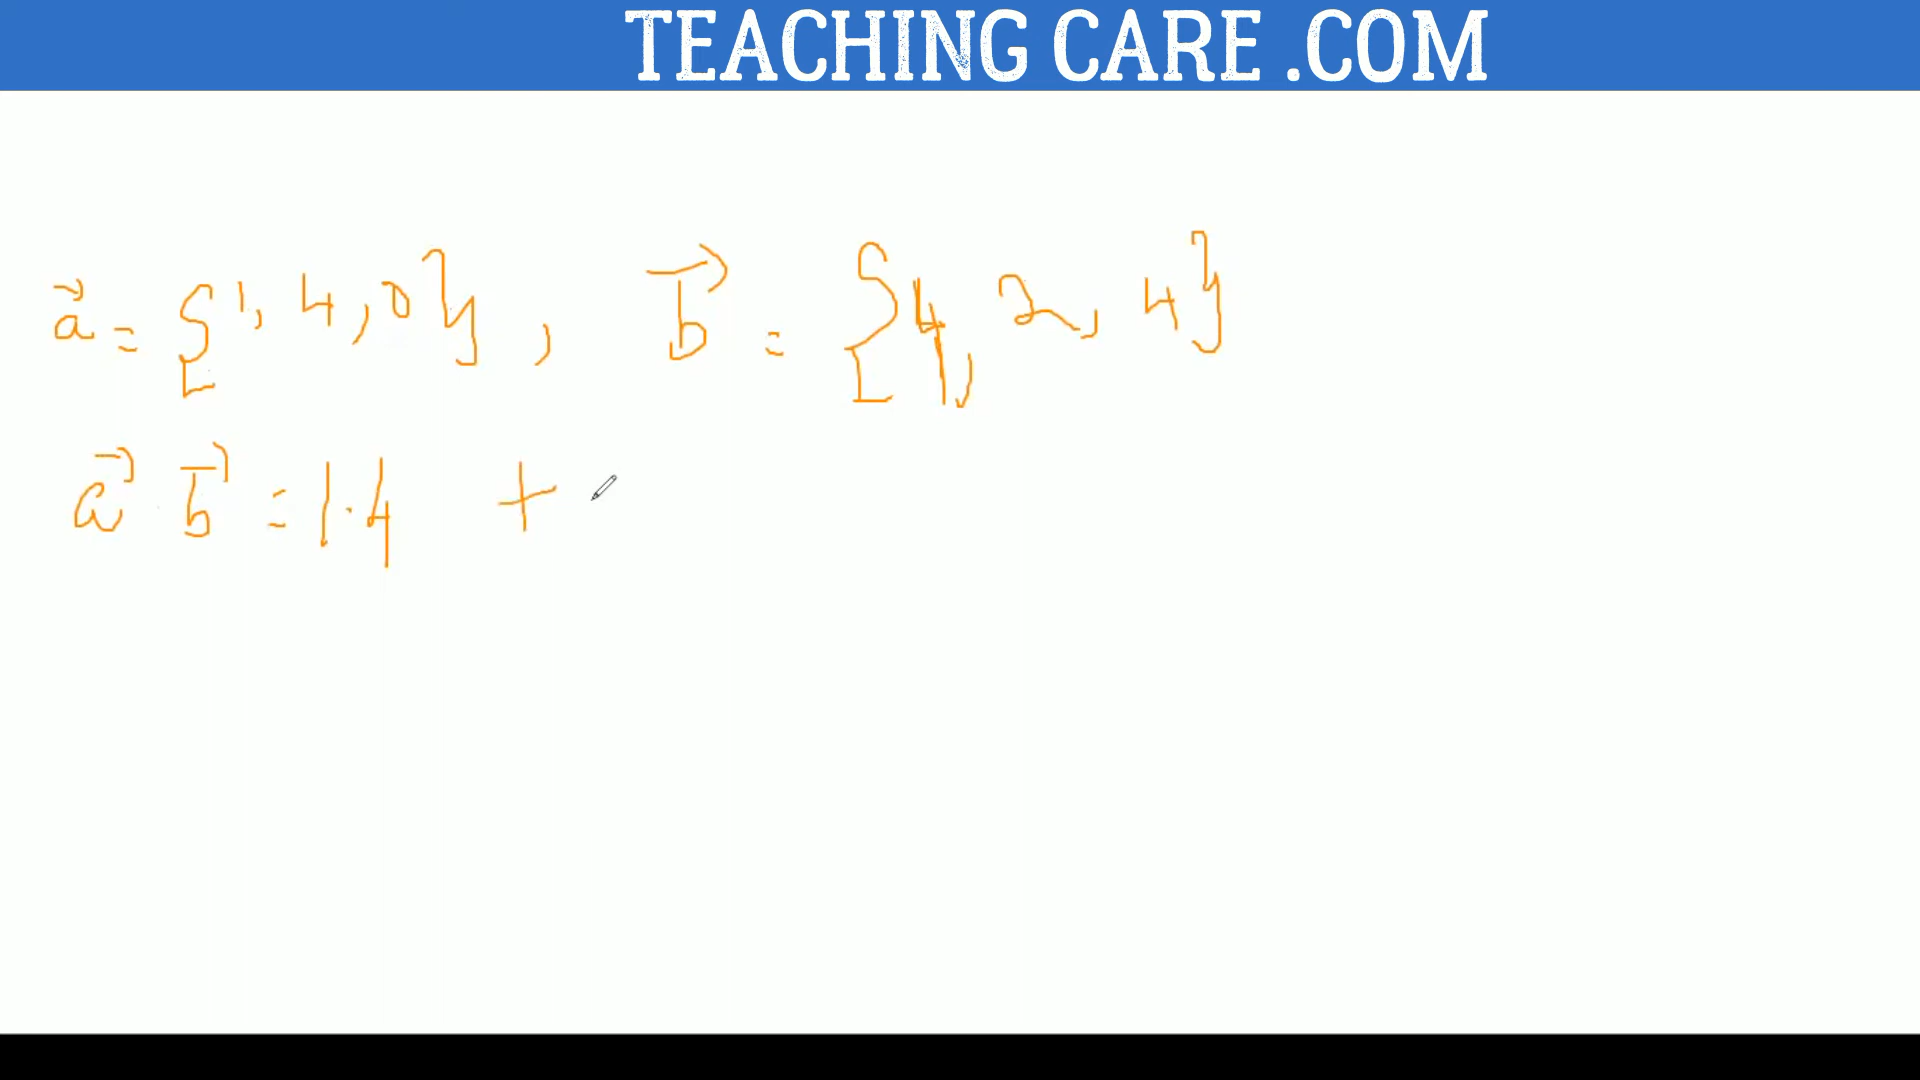 TEACHING CARE .COM
a⃗ = {1, 4, 0}, b⃗ = {4, 2, 4}
a⃗ · b⃗ = 1·4 +